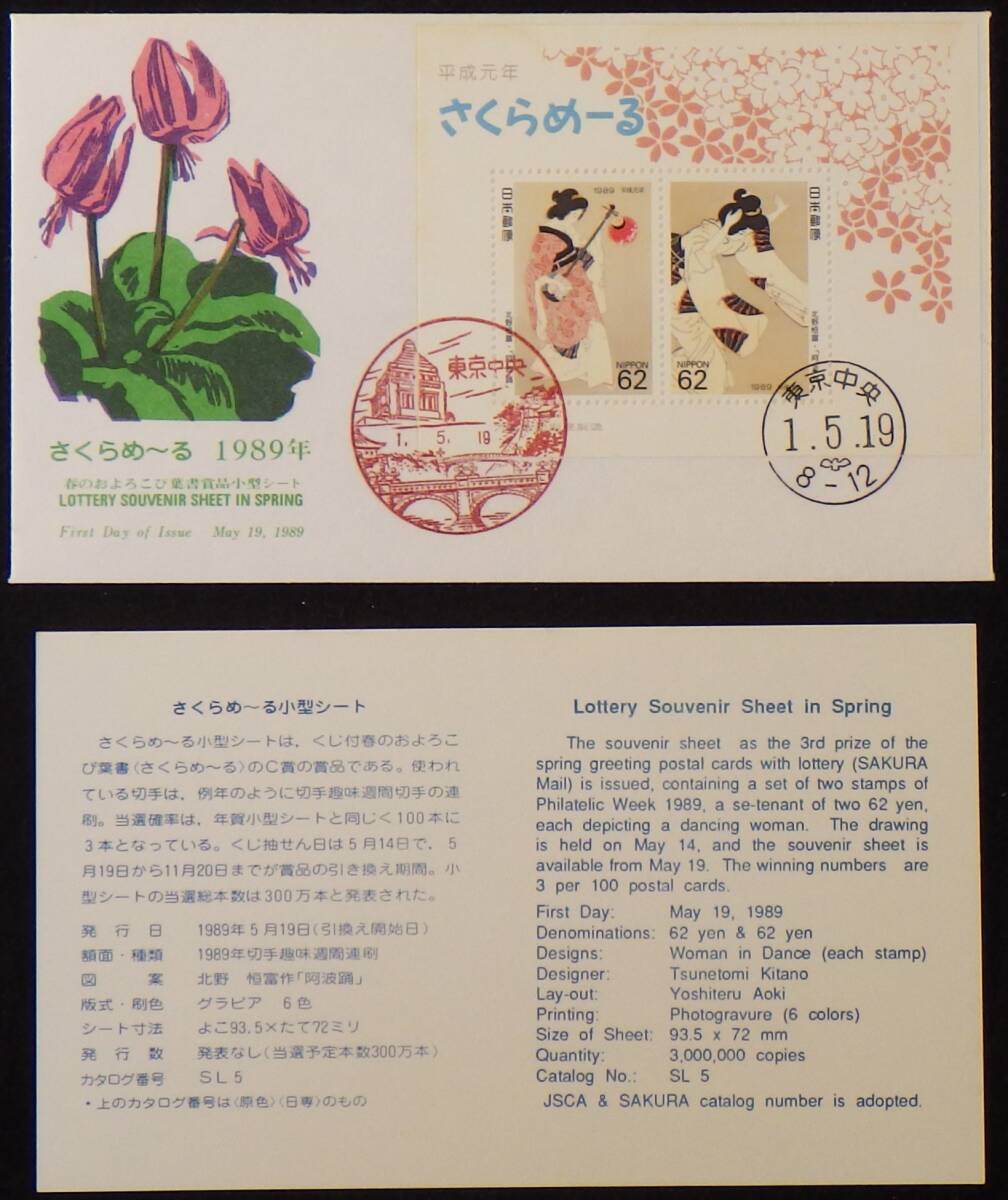 平成元年
さくらめーる
日本郵便
1989 平成元年
NIPPON
62
日本郵便
NIPPON
62
1989
東京中央
1. 5. 19
東京中央
1.5.19
8-12
さくらめ〜る 1989年
春のおよろこび葉書賞品小型シート
LOTTERY SOUVENIR SHEET IN SPRING
First Day of Issue May 19, 1989
さくらめ〜る小型シート
さくらめ〜る小型シートは，くじ付春のおよろこ
び葉書〈さくらめ〜る〉のC賞の賞品である。使われ
ている切手は，例年のように切手趣味週間切手の連
刷。当選確率は，年賀小型シートと同じく100本に
3本となっている。くじ抽せん日は5月14日で，5
月19日から11月20日までが賞品の引き換え期間。小
型シートの当選総本数は300万本と発表された。
発行日 1989年5月19日(引換え開始日)
額面・種類 1989年切手趣味週間連刷
図案 北野 恒富作「阿波踊」
版式・刷色 グラビア 6色
シート寸法 よこ93.5×たて72ミリ
発行数 発表なし(当選予定本数300万本)
カタログ番号 SL5
・上のカタログ番号は〈原色〉〈日専〉のもの
Lottery Souvenir Sheet in Spring
The souvenir sheet as the 3rd prize of the
spring greeting postal cards with lottery (SAKURA
Mail) is issued, containing a set of two stamps of
Philatelic Week 1989, a se-tenant of two 62 yen,
each depicting a dancing woman. The drawing
is held on May 14, and the souvenir sheet is
available from May 19. The winning numbers are
3 per 100 postal cards.
First Day: May 19, 1989
Denominations: 62 yen & 62 yen
Designs: Woman in Dance (each stamp)
Designer: Tsunetomi Kitano
Lay-out: Yoshiteru Aoki
Printing: Photogravure (6 colors)
Size of Sheet: 93.5 x 72 mm
Quantity: 3,000,000 copies
Catalog No.: SL 5
JSCA & SAKURA catalog number is adopted.